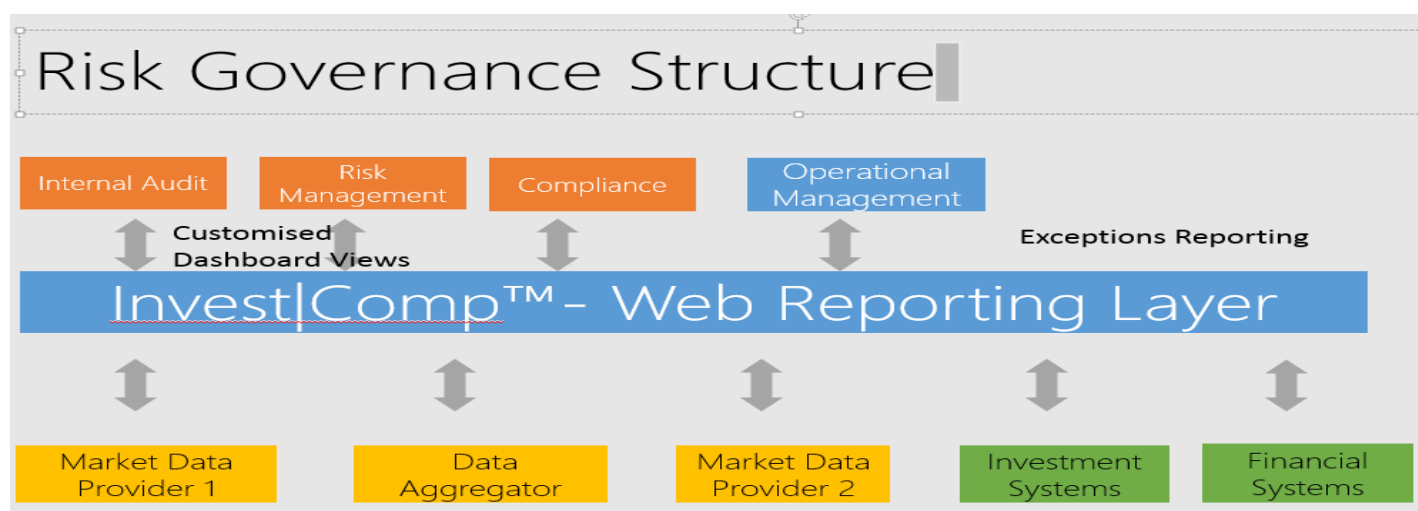 Risk Governance Structure
Internal Audit
Risk
Management
Compliance
Operational
Management
Customised
Dashboard Views
Exceptions Reporting
Invest|Comp™- Web Reporting Layer
Market Data
Provider 1
Data
Aggregator
Market Data
Provider 2
Investment
Systems
Financial
Systems